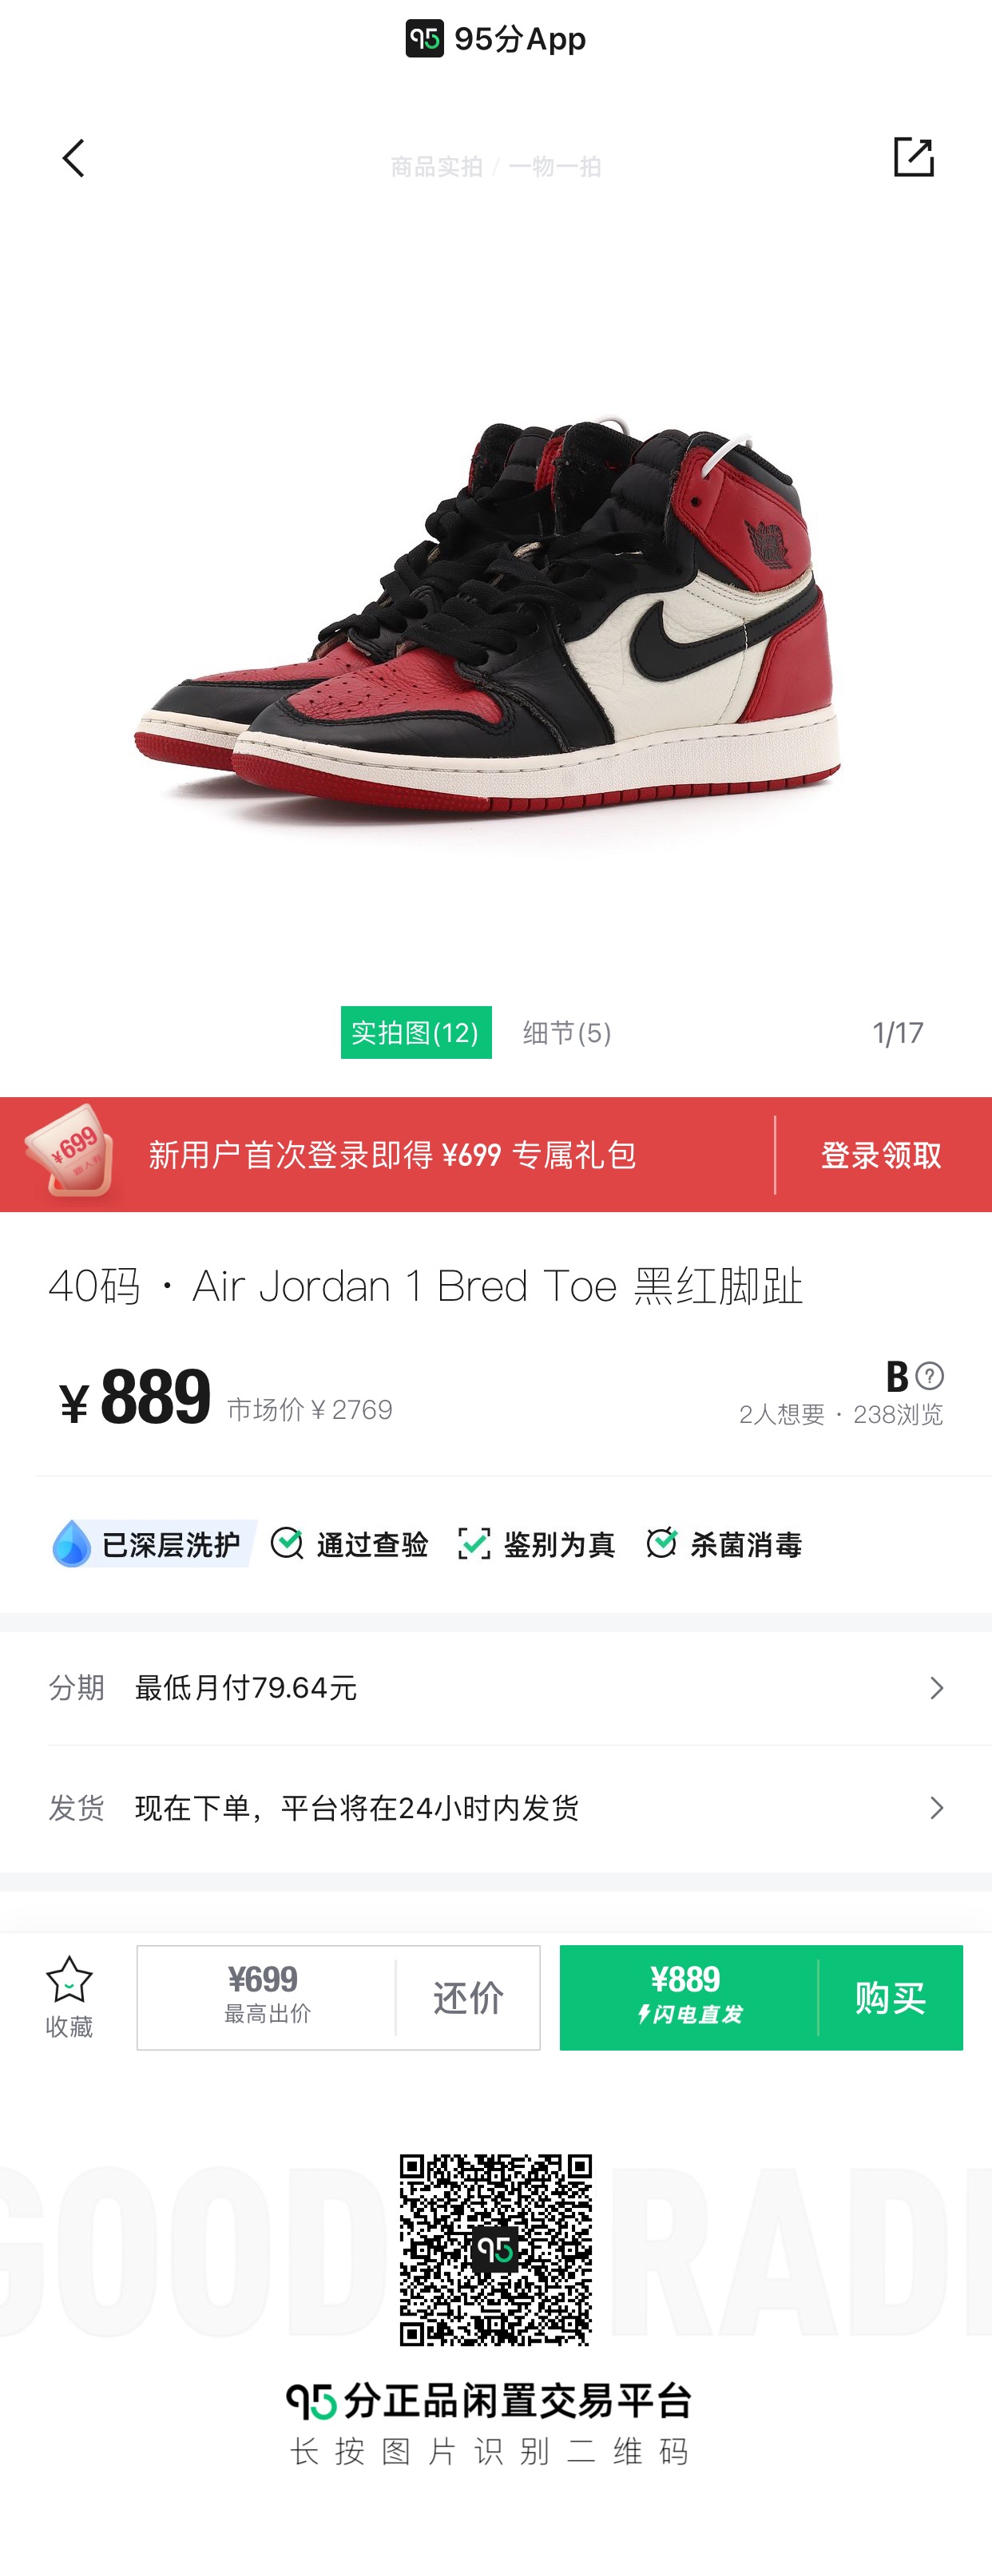 95分App
商品实拍 / 一物一拍
实拍图(12) 细节(5) 1/17
¥699
新用户首次登录即得 ¥699 专属礼包 登录领取
40码 · Air Jordan 1 Bred Toe 黑红脚趾
¥889 市场价¥2769 B
2人想要 · 238浏览
已深层洗护 通过查验 鉴别为真 杀菌消毒
分期 最低月付79.64元
发货 现在下单，平台将在24小时内发货
收藏
¥699
最高出价
还价
¥889
闪电直发
购买
GOOD RAD
95
95分正品闲置交易平台
长按图片识别二维码